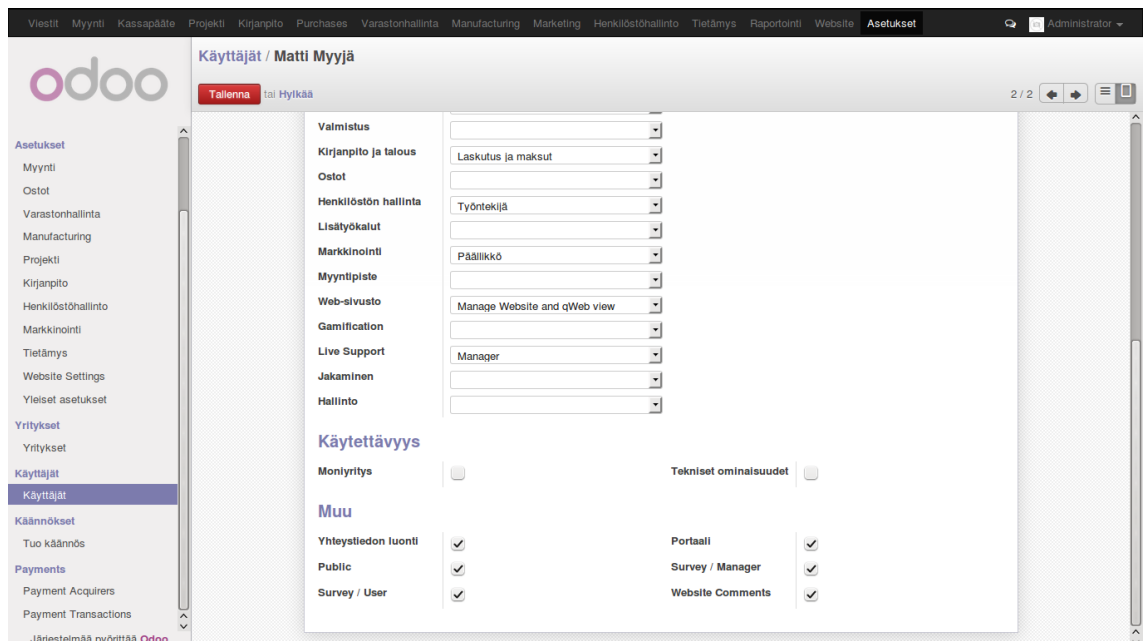 Viestit Myynti Kassapääte Projekti Kirjanpito Purchases Varastonhallinta Manufacturing Marketing Henkilöstöhallinto Tietämys Raportointi Website Asetukset Administrator
odoo
Käyttäjät / Matti Myyjä
Tallenna tai Hylkää 2 / 2
Asetukset
Myynti
Ostot
Varastonhallinta
Manufacturing
Projekti
Kirjanpito
Henkilöstöhallinto
Markkinointi
Tietämys
Website Settings
Yleiset asetukset
Yritykset
Yritykset
Käyttäjät
Käyttäjät
Käännökset
Tuo käännös
Payments
Payment Acquirers
Payment Transactions
Järjestelmää pyörittää Odoo
Valmistus
Kirjanpito ja talous Laskutus ja maksut
Ostot
Henkilöstön hallinta Työntekijä
Lisätyökalut
Markkinointi Päällikkö
Myyntipiste
Web-sivusto Manage Website and qWeb view
Gamification
Live Support Manager
Jakaminen
Hallinto
Käytettävyys
Moniyritys Tekniset ominaisuudet
Muu
Yhteystiedon luonti Portaali
Public Survey / Manager
Survey / User Website Comments